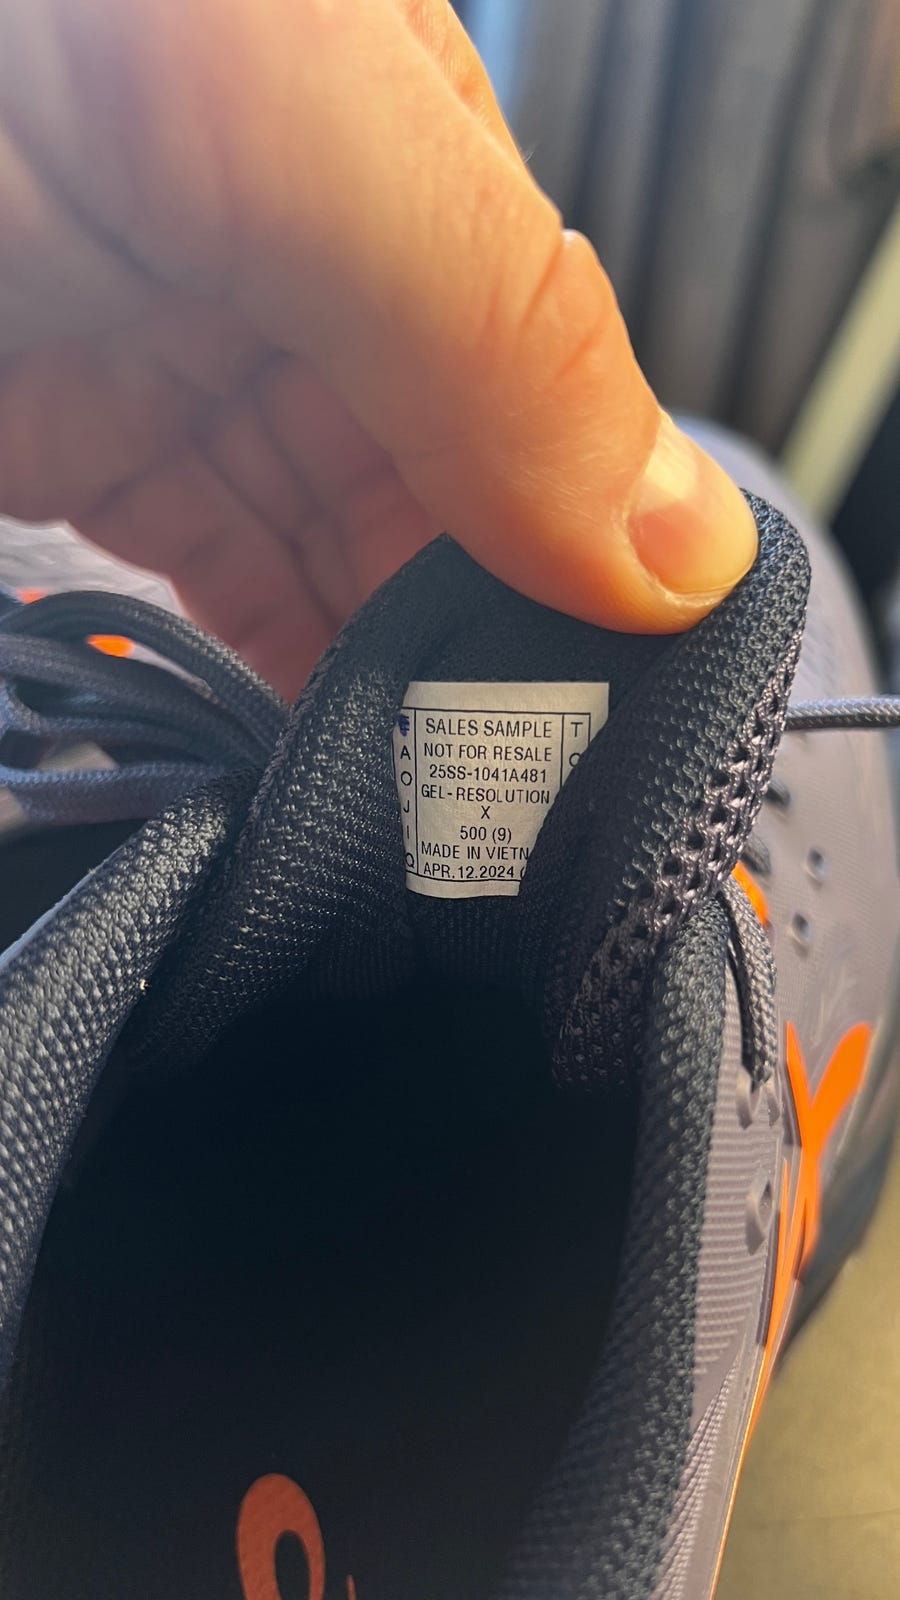 SALES SAMPLE
NOT FOR RESALE
25SS-1041A481
GEL-RESOLUTION
X
500 (9)
MADE IN VIETN
APR.12.2024 (
T
A
O
J
I
Q